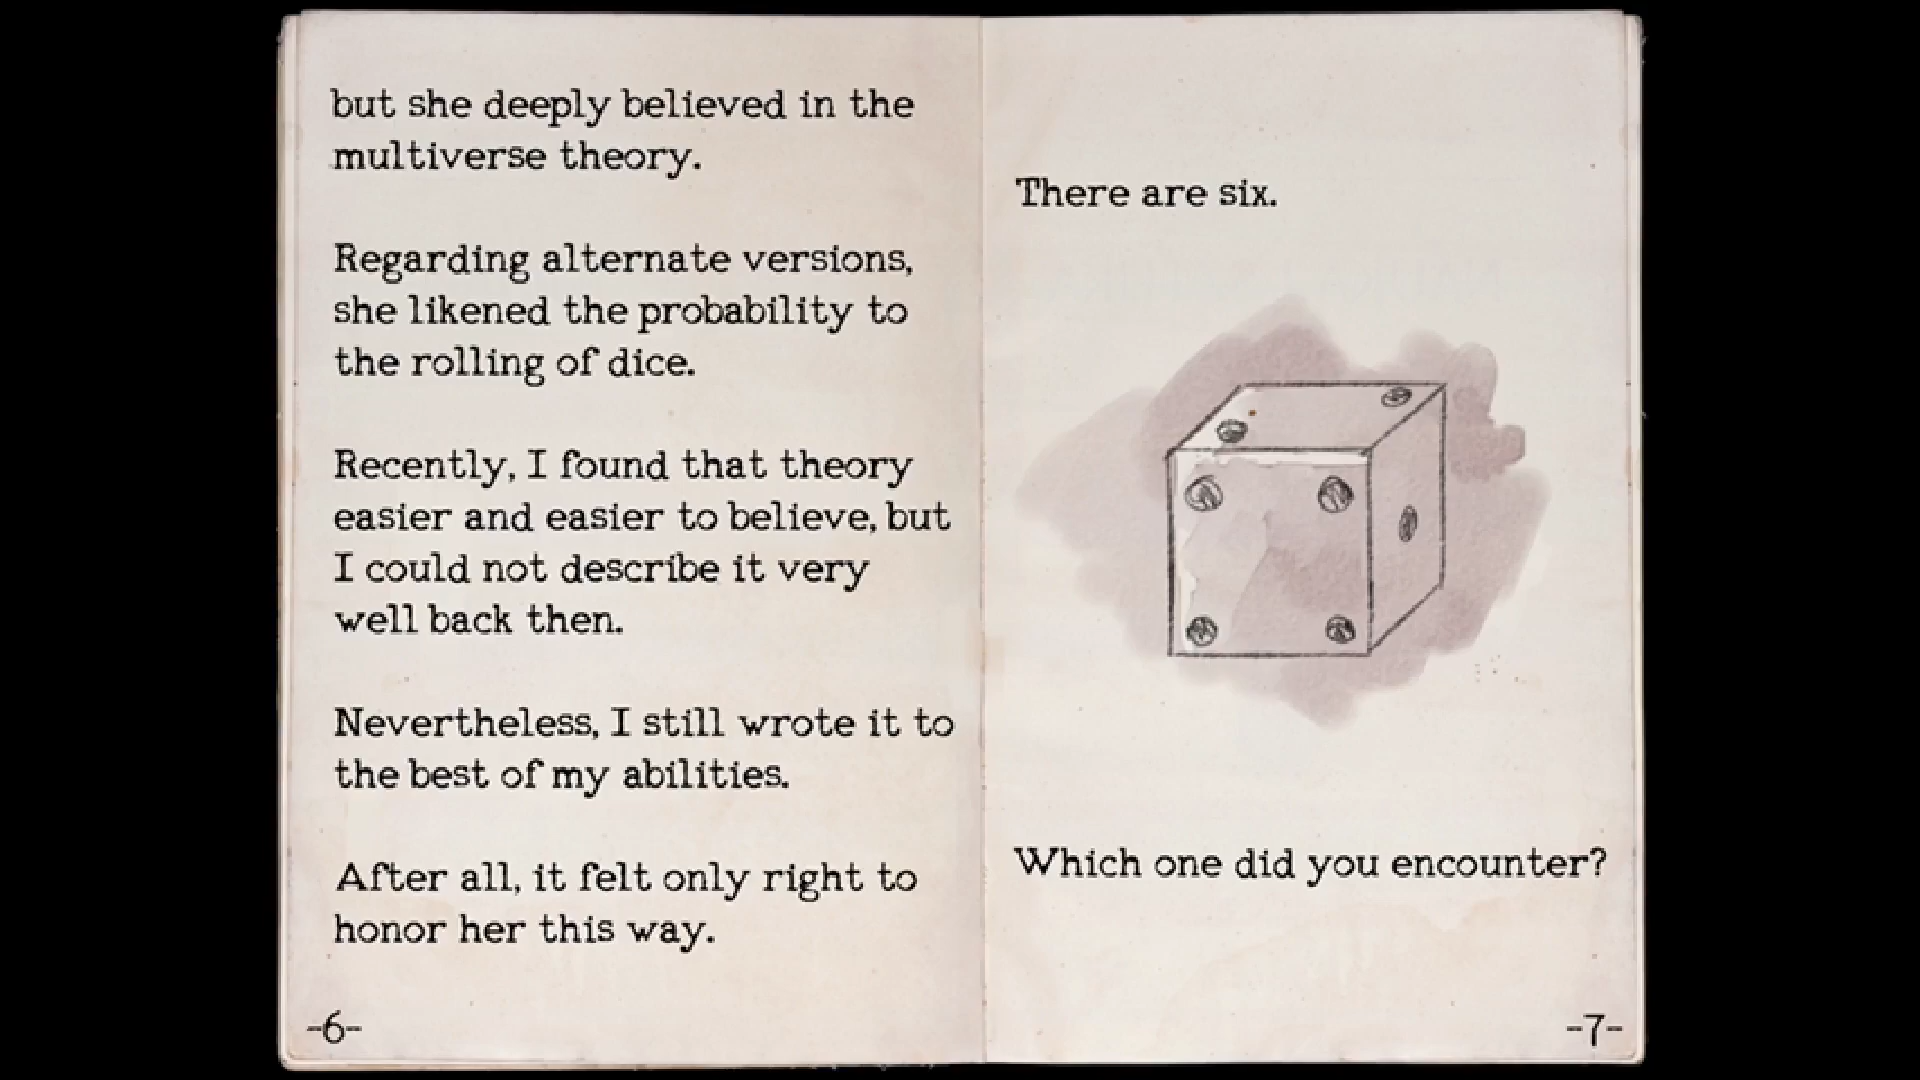 but she deeply believed in the
multiverse theory.
Regarding alternate versions,
she likened the probability to
the rolling of dice.
Recently, I found that theory
easier and easier to believe, but
I could not describe it very
well back then.
Nevertheless, I still wrote it to
the best of my abilities.
After all, it felt only right to
honor her this way.
-6-
There are six.
Which one did you encounter?
-7-